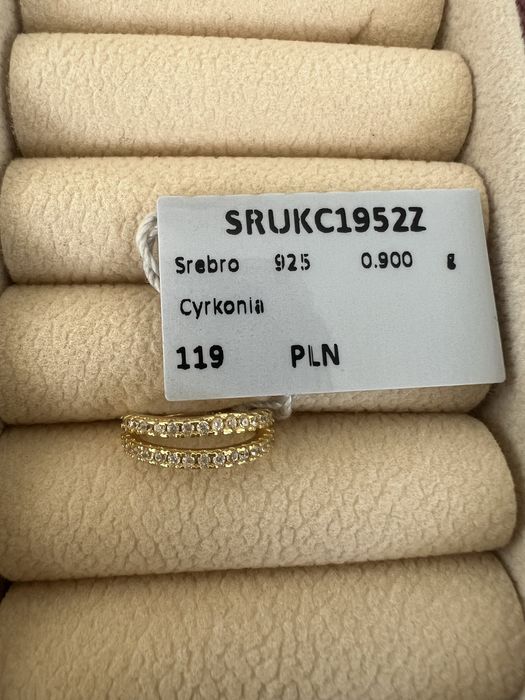 SRUKC1952Z
Srebro 925 0.900 g
Cyrkonia
119 PLN